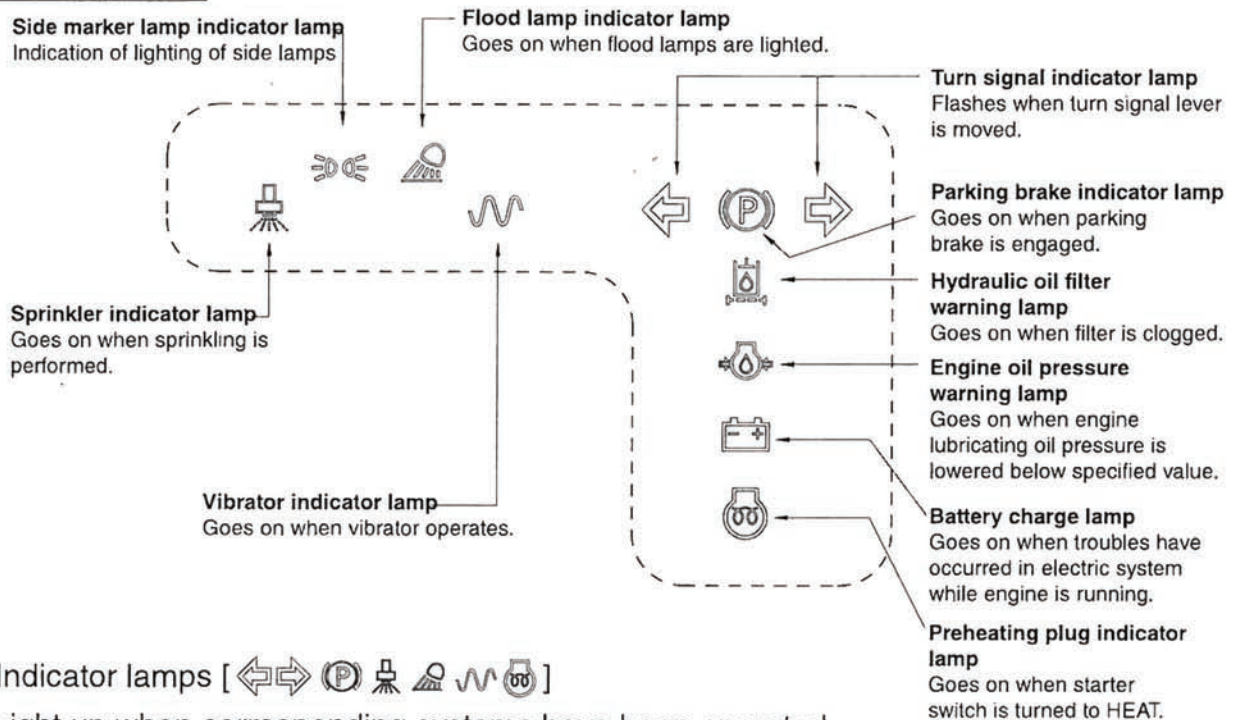 Side marker lamp indicator lamp
Indication of lighting of side lamps
Flood lamp indicator lamp
Goes on when flood lamps are lighted.
Turn signal indicator lamp
Flashes when turn signal lever
is moved.
Parking brake indicator lamp
Goes on when parking
brake is engaged.
Hydraulic oil filter
warning lamp
Goes on when filter is clogged.
Engine oil pressure
warning lamp
Goes on when engine
lubricating oil pressure is
lowered below specified value.
Battery charge lamp
Goes on when troubles have
occurred in electric system
while engine is running.
Preheating plug indicator
lamp
Goes on when starter
switch is turned to HEAT.
Sprinkler indicator lamp
Goes on when sprinkling is
performed.
Vibrator indicator lamp
Goes on when vibrator operates.
P
- +
Indicator lamps [ P ]